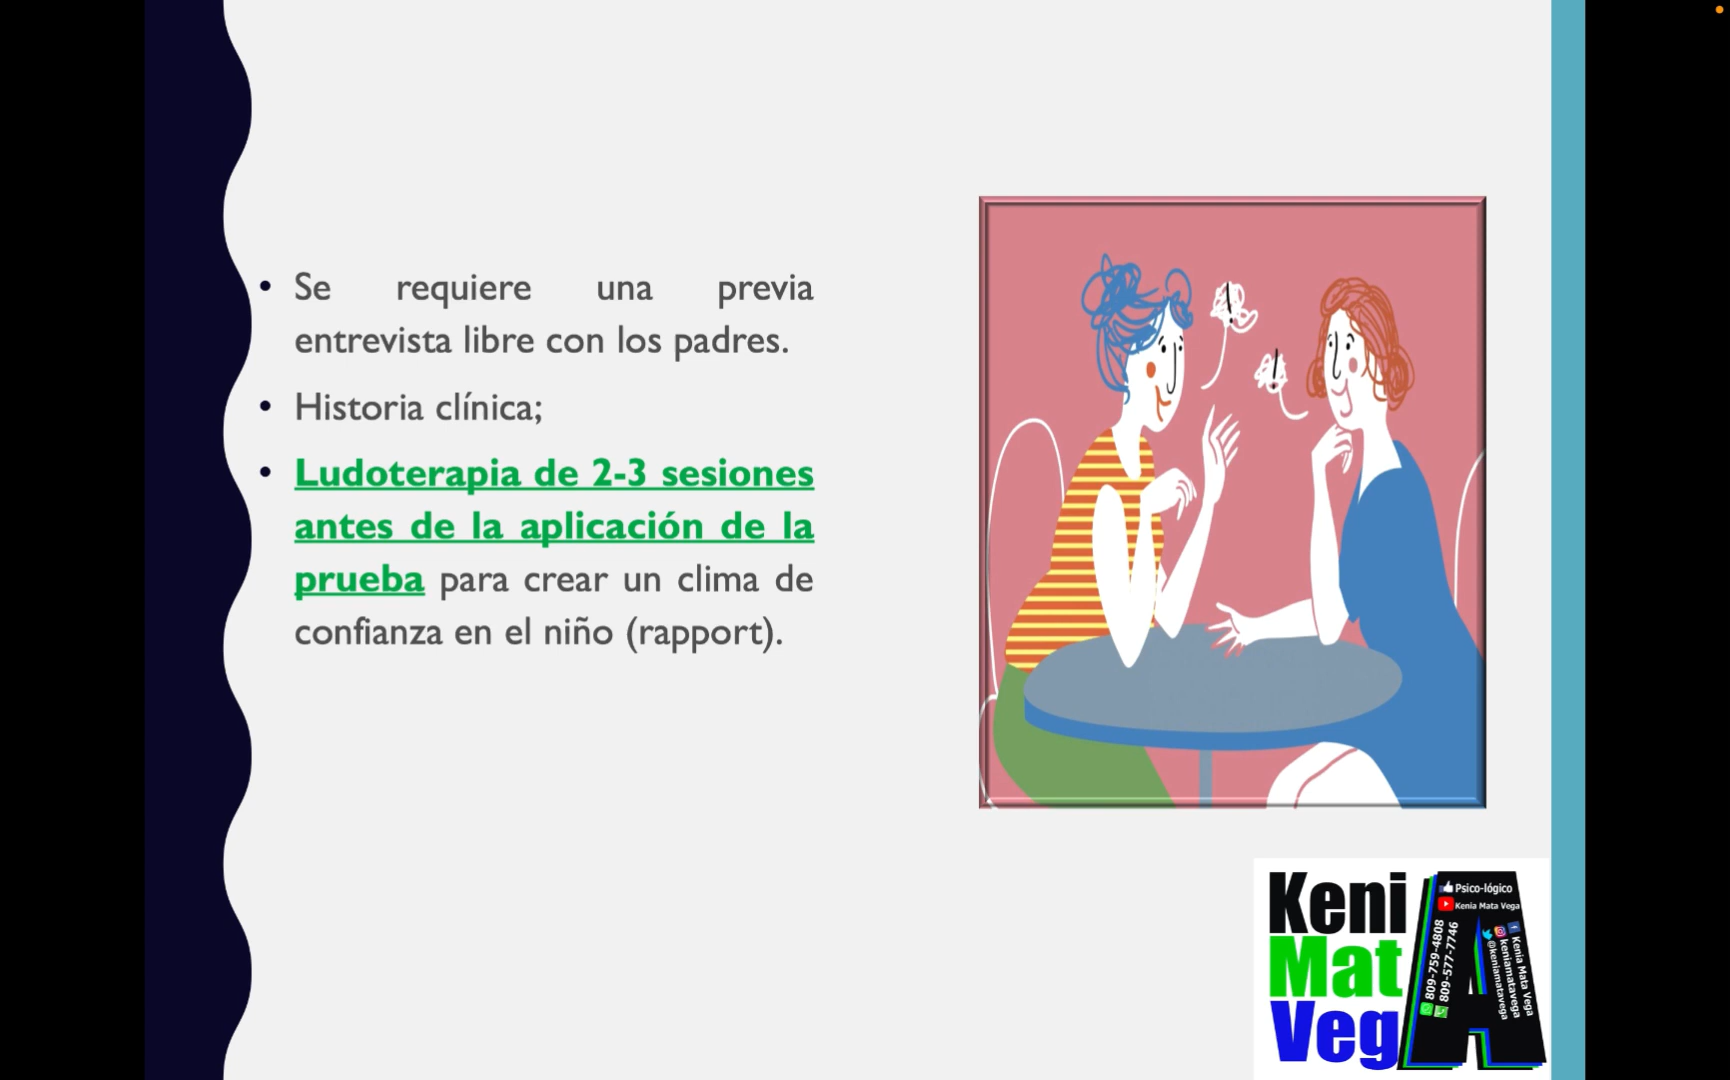 • Se requiere una previa
entrevista libre con los padres.
• Historia clínica;
• Ludoterapia de 2-3 sesiones
antes de la aplicación de la
prueba para crear un clima de
confianza en el niño (rapport).
Keni
Mat
Veg
A
Psico-lógico
Kenia Mata Vega
809-759-4808
809-577-7746
@keniamatavega
keniamatavega
Kenia Mata Vega